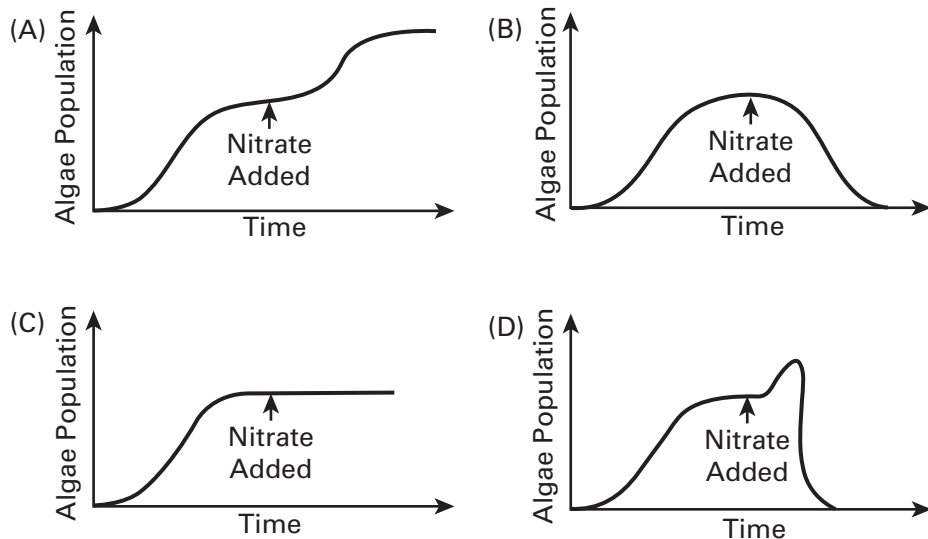 (A)
Algae Population
Nitrate
Added
Time
(B)
Algae Population
Nitrate
Added
Time
(C)
Algae Population
Nitrate
Added
Time
(D)
Algae Population
Nitrate
Added
Time